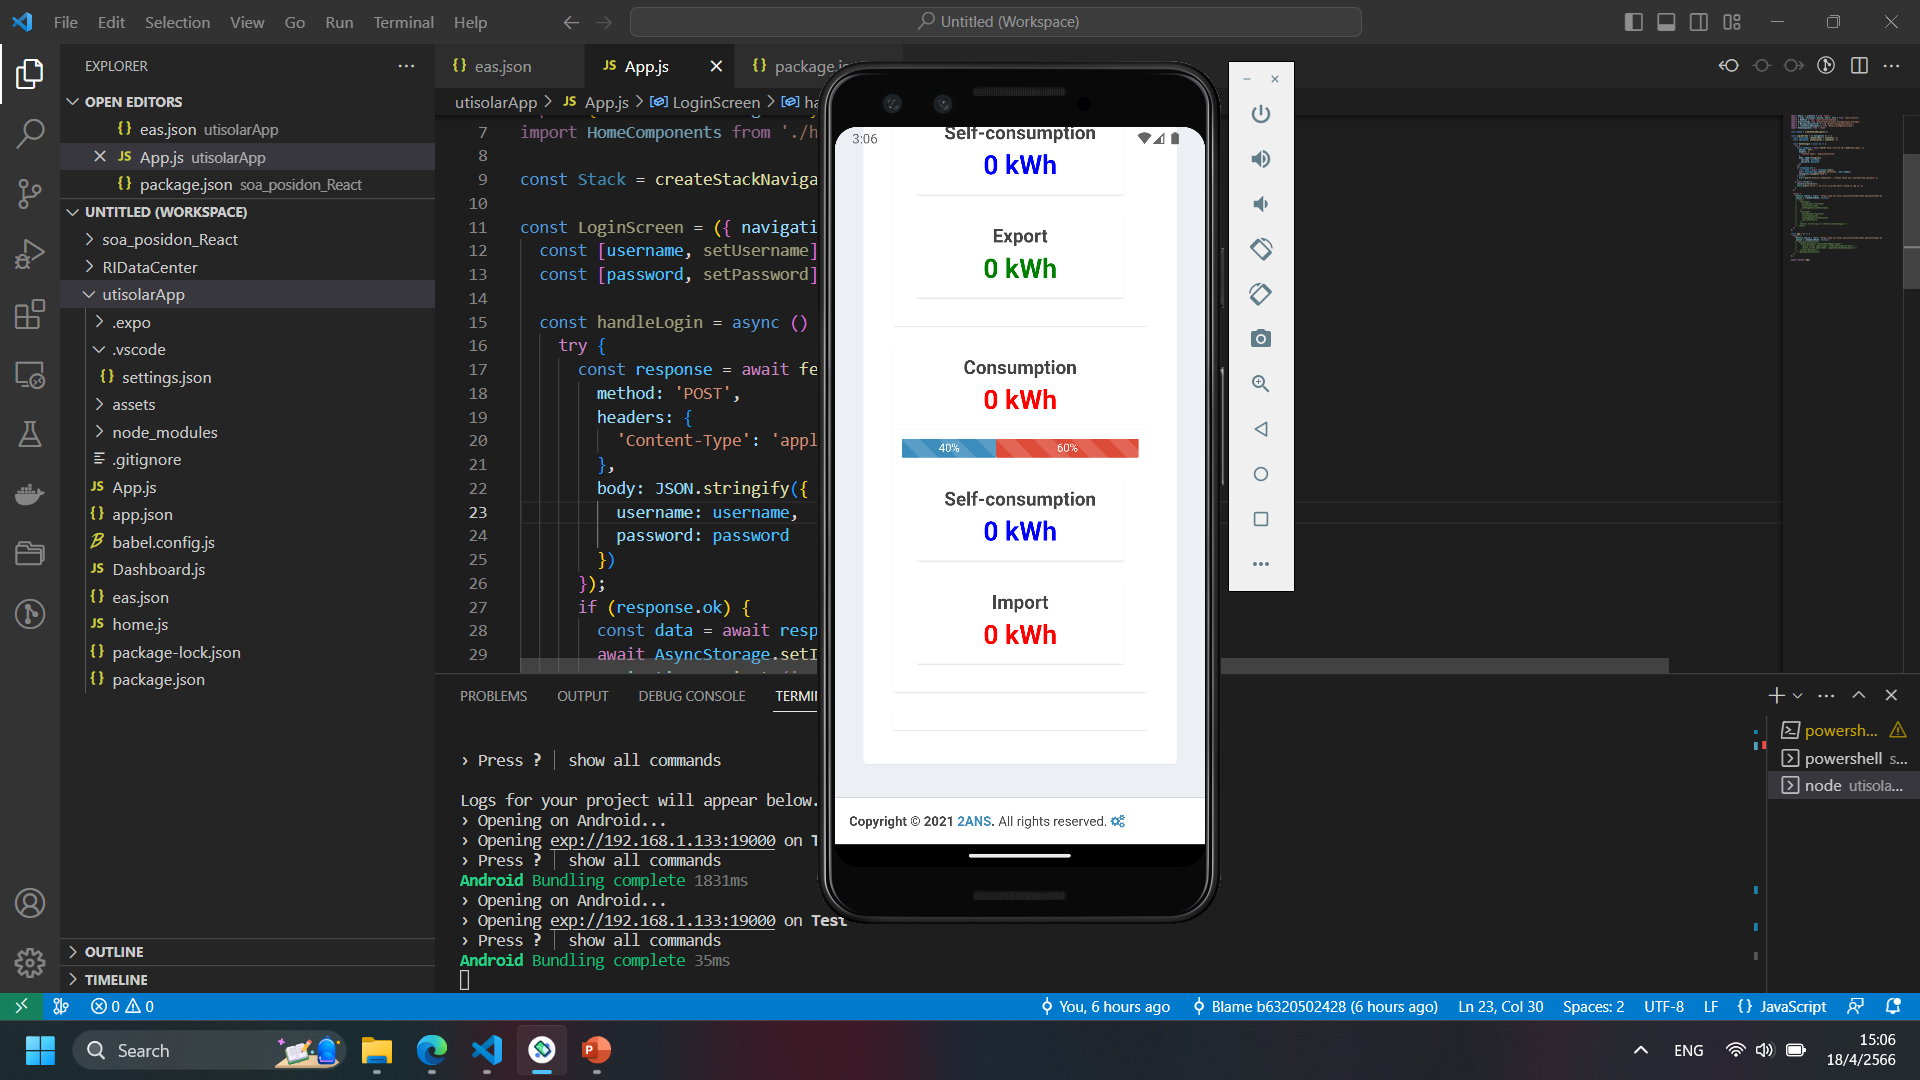 File Edit Selection View Go Run Terminal Help
Untitled (Workspace)
EXPLORER
OPEN EDITORS
eas.json utisolarApp
App.js utisolarApp
package.json soa_posidon_React
UNTITLED (WORKSPACE)
soa_posidon_React
RIDataCenter
utisolarApp
.expo
.vscode
settings.json
assets
node_modules
.gitignore
App.js
app.json
babel.config.js
Dashboard.js
eas.json
home.js
package-lock.json
package.json
OUTLINE
TIMELINE
eas.json
JS App.js
utisolarApp > JS App.js > LoginScreen >
7 import HomeComponents from './h
8
9 const Stack = createStackNaviga
10
11 const LoginScreen = ({ navigati
12 const [username, setUsername]
13 const [password, setPassword]
14
15 const handleLogin = async ()
16 try {
17 const response = await fe
18 method: 'POST',
19 headers: {
20 'Content-Type': 'appl
21 },
22 body: JSON.stringify({
23 username: username,
24 password: password
25 })
26 });
27 if (response.ok) {
28 const data = await resp
29 await AsyncStorage.setI
3:06
Self-consumption
0 kWh
Export
0 kWh
Consumption
0 kWh
40% 60%
Self-consumption
0 kWh
Import
0 kWh
Copyright © 2021 2ANS. All rights reserved.
PROBLEMS OUTPUT DEBUG CONSOLE TERMIN
› Press ? │ show all commands
Logs for your project will appear below.
› Opening on Android...
› Opening exp://192.168.1.133:19000 on T
› Press ? │ show all commands
Android Bundling complete 1831ms
› Opening on Android...
› Opening exp://192.168.1.133:19000 on Test
› Press ? │ show all commands
Android Bundling complete 35ms
powersh...
powershell s...
node utisola...
0 0
You, 6 hours ago
Blame b6320502428 (6 hours ago)
Ln 23, Col 30
Spaces: 2
UTF-8
LF
{} JavaScript
Search
ENG
15:06
18/4/2566